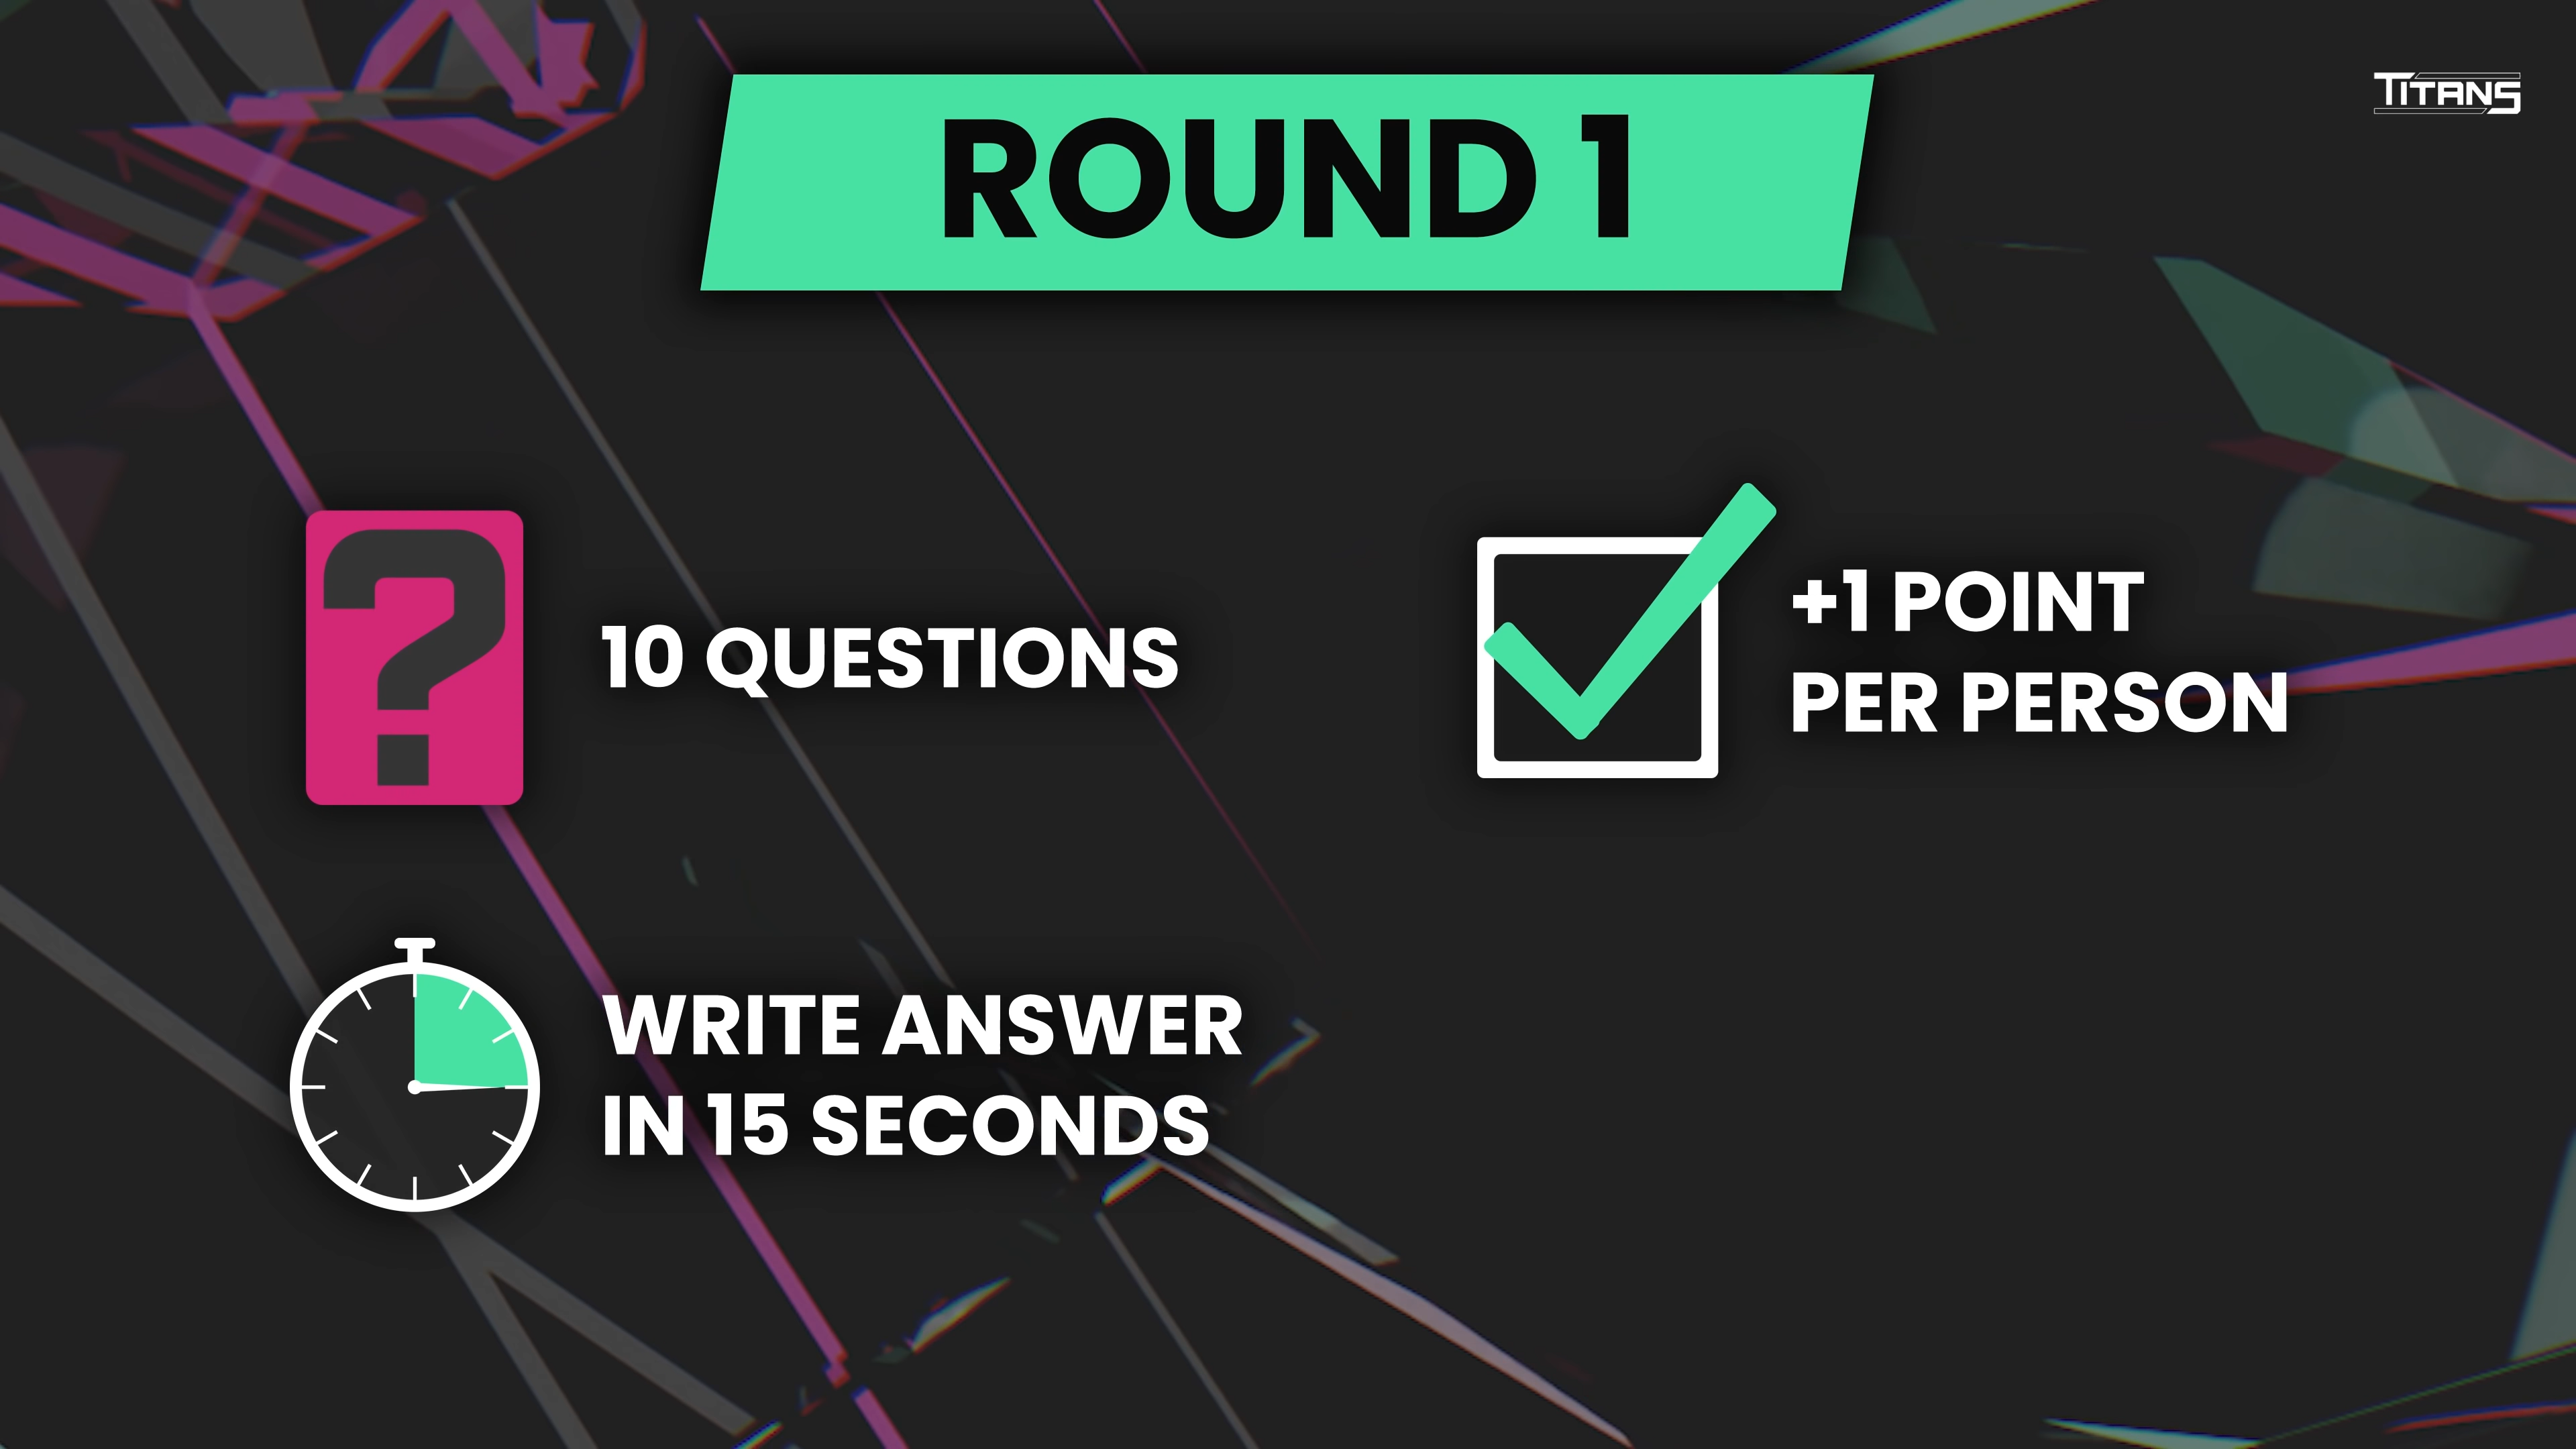 ROUND 1
TITANS
?
10 QUESTIONS
+1 POINT
PER PERSON
WRITE ANSWER
IN 15 SECONDS